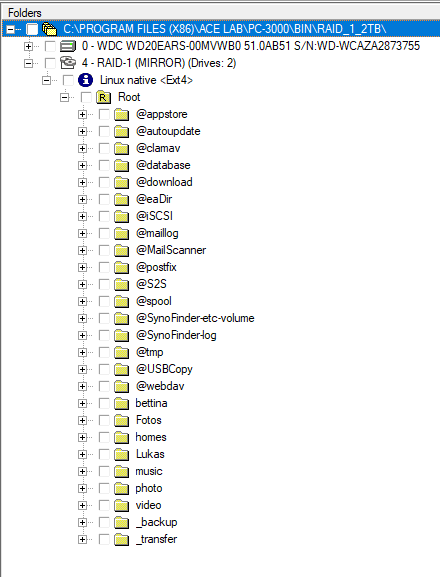 Folders
C:\PROGRAM FILES (X86)\ACE LAB\PC-3000\BIN\RAID_1_2TB\
0 - WDC WD20EARS-00MVWB0 51.0AB51 S/N:WD-WCAZA2873755
4 - RAID-1 (MIRROR) (Drives: 2)
Linux native <Ext4>
R Root
@appstore
@autoupdate
@clamav
@database
@download
@eaDir
@iSCSI
@maillog
@MailScanner
@postfix
@S2S
@spool
@SynoFinder-etc-volume
@SynoFinder-log
@tmp
@USBCopy
@webdav
bettina
Fotos
homes
Lukas
music
photo
video
_backup
_transfer